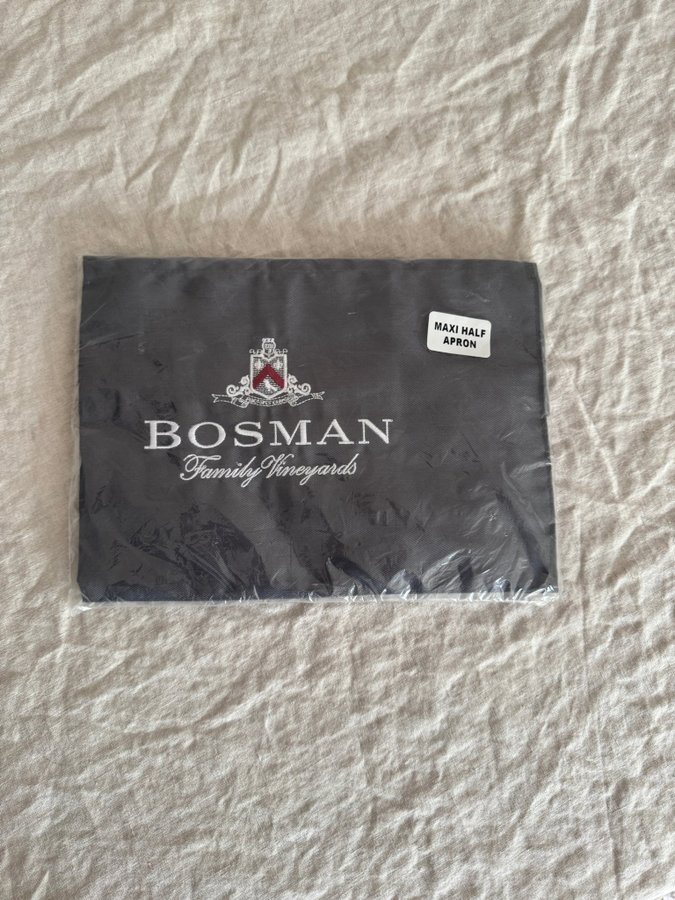 MAXI HALF
APRON
BOSMAN
Family Vineyards